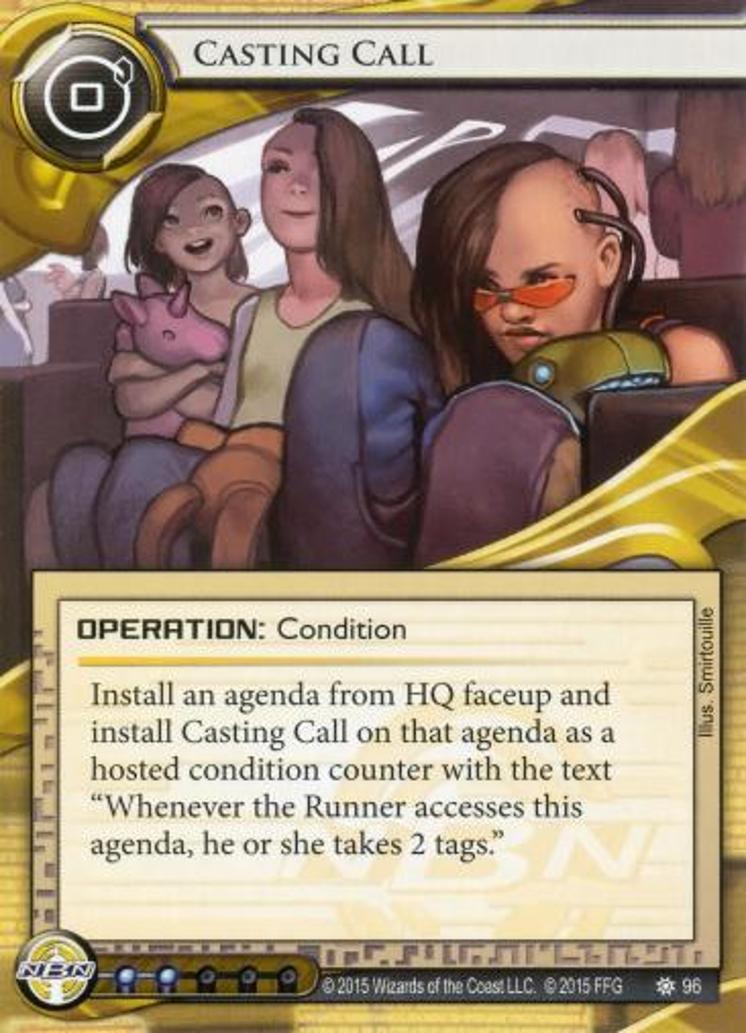 CASTING CALL
OPERATION: Condition
Install an agenda from HQ faceup and
install Casting Call on that agenda as a
hosted condition counter with the text
“Whenever the Runner accesses this
agenda, he or she takes 2 tags.”
Illus. Smirtouille
NBN
NBN
© 2015 Wizards of the Coast LLC. © 2015 FFG
96